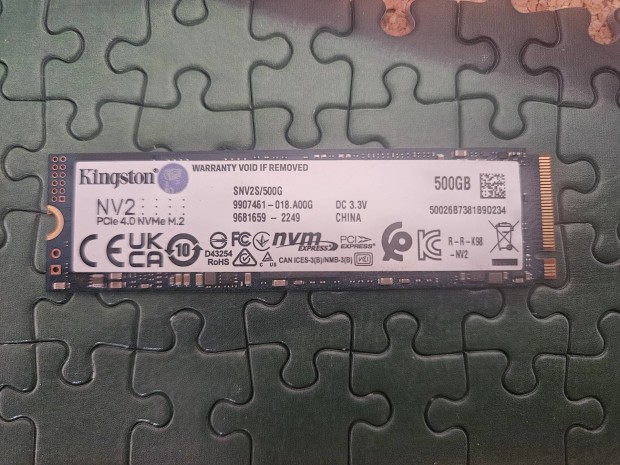 WARRANTY VOID IF REMOVED
Kingston
NV2
PCIe 4.0 NVMe M.2
SNV2S/500G
9907461-018.A00G
DC 3.3V
9681659 - 2249
CHINA
500GB
50026B7381B9D234
CE
UK
CA
10
D43254
RoHS
FC
nvm
EXPRESS
PCI
EXPRESS
c
US
CAN ICES-3(B)/NMB-3(B)
R-R-K98
-NV2